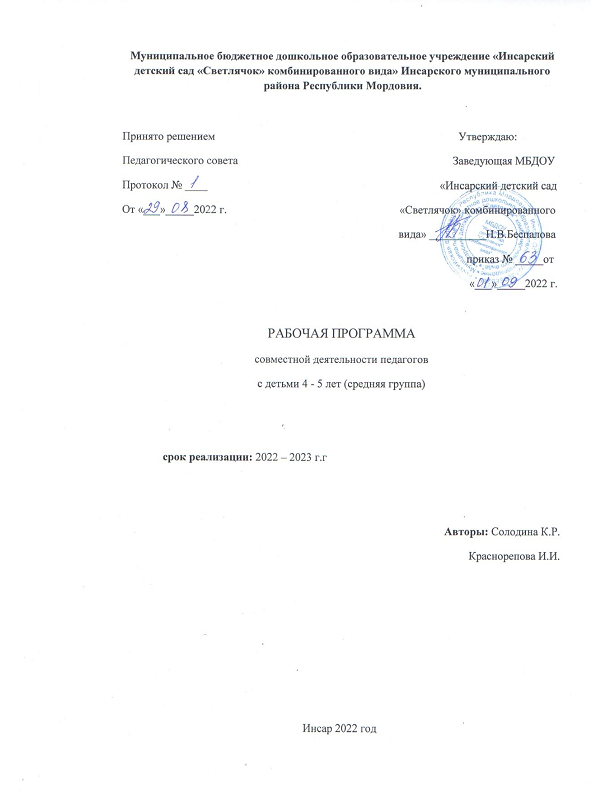 Муниципальное бюджетное дошкольное образовательное учреждение «Инсарский
детский сад «Светлячок» комбинированного вида» Инсарского муниципального
района Республики Мордовия.
Принято решением
Утверждаю:
Педагогического совета
Заведующая МБДОУ
Протокол № 1
«Инсарский детский сад
От «29» 08 2022 г.
«Светлячок» комбинированного
вида» Н.В.Беспалова
приказ № 63 от
«01» 09 2022 г.
РАБОЧАЯ ПРОГРАММА
совместной деятельности педагогов
с детьми 4 - 5 лет (средняя группа)
срок реализации: 2022 – 2023 г.г
Авторы: Солодина К.Р.
Краснорепова И.И.
Инсар 2022 год